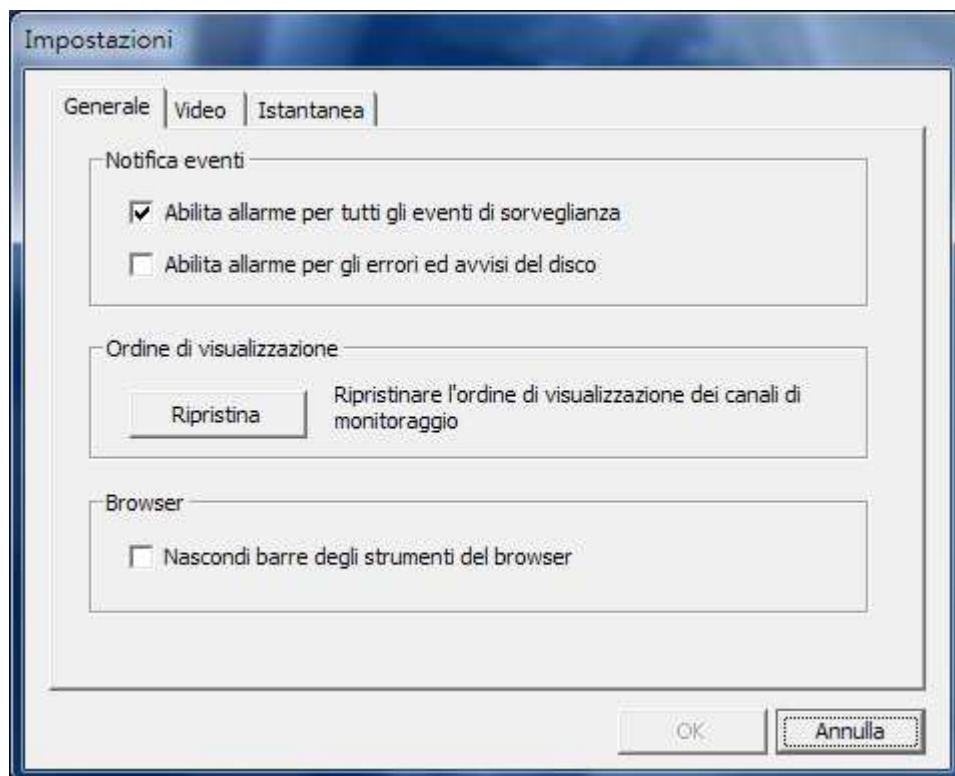 Impostazioni
Generale Video Istantanea
Notifica eventi
Abilita allarme per tutti gli eventi di sorveglianza
Abilita allarme per gli errori ed avvisi del disco
Ordine di visualizzazione
Ripristina
Ripristinare l'ordine di visualizzazione dei canali di
monitoraggio
Browser
Nascondi barre degli strumenti del browser
OK Annulla